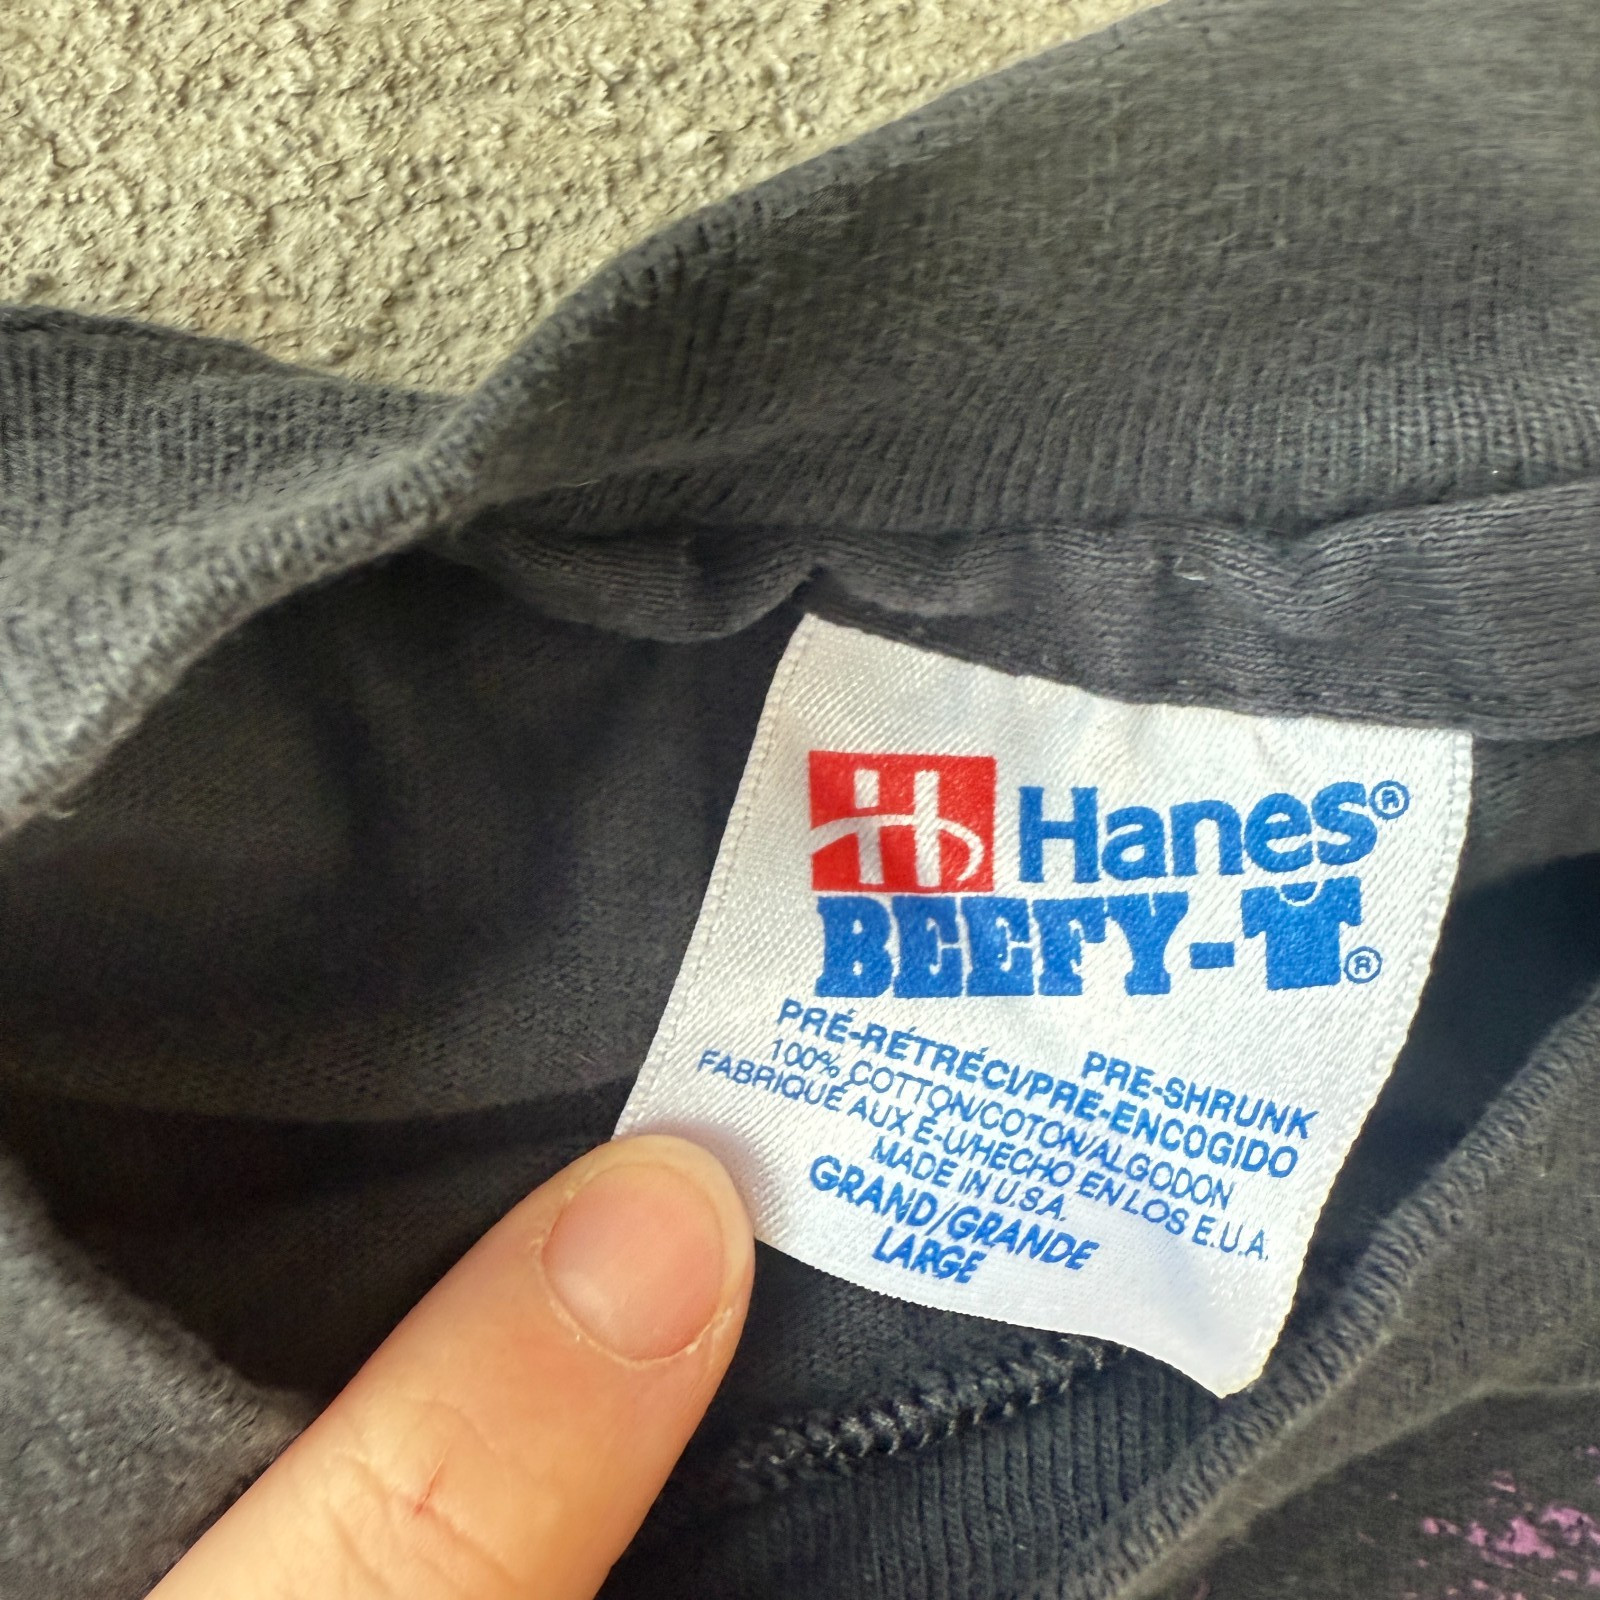 H Hanes®
BEEFY-T®
PRE-SHRUNK
PRÉ-RÉTRÉCI/PRE-ENCOGIDO
100% COTTON/COTON/ALGODON
FABRIQUÉ AUX É-U/HECHO EN LOS E.U.A.
MADE IN U.S.A.
GRAND/GRANDE
LARGE